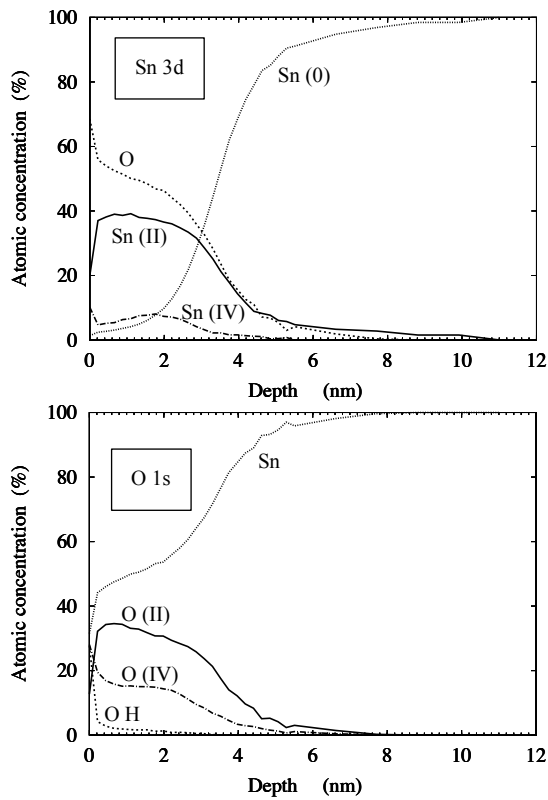 100
Sn 3d
Sn (0)
80
60
O
40
Sn (II)
20
Sn (IV)
0
0 2 4 6 8 10 12
Depth (nm)
Atomic concentration (%)
100
O 1s
Sn
80
60
40
O (II)
20
O (IV)
O H
0
0 2 4 6 8 10 12
Depth (nm)
Atomic concentration (%)